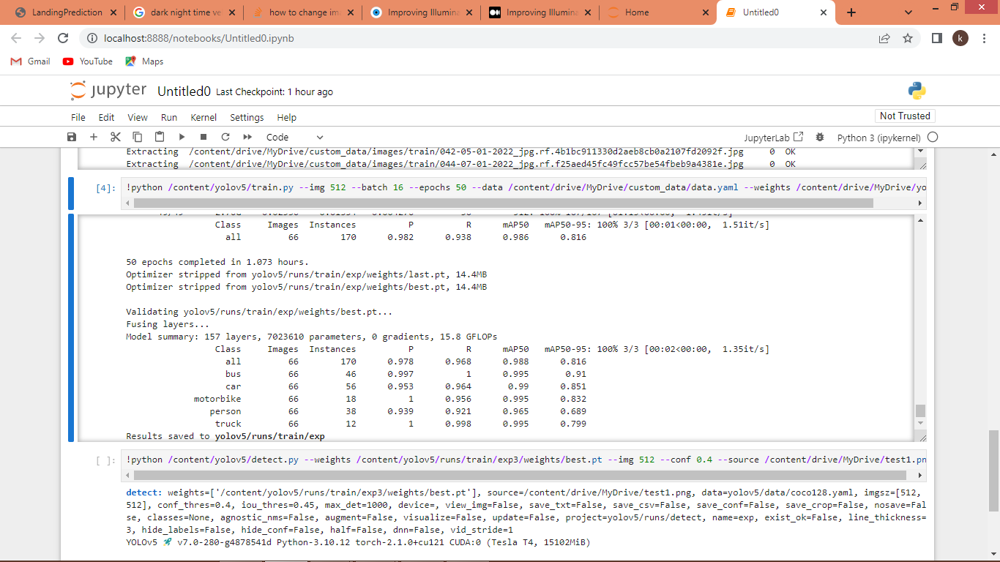 LandingPrediction
dark night time ve
how to change im
Improving Illumina
Improving Illumina
Home
Untitled0
localhost:8888/notebooks/Untitled0.ipynb
k
Gmail
YouTube
Maps
jupyter Untitled0 Last Checkpoint: 1 hour ago
File Edit View Run Kernel Settings Help
Not Trusted
Code
JupyterLab
Python 3 (ipykernel)
Extracting /content/drive/MyDrive/custom_data/images/train/042-05-01-2022_jpg.rf.4b1bc911330d2aeb8cb0a2107fd2092f.jpg 0 OK
Extracting /content/drive/MyDrive/custom_data/images/train/044-07-01-2022_jpg.rf.f25aed45fc49fcc57be54fbeb9a4381e.jpg 0 OK
[4]: !python /content/yolov5/train.py --img 512 --batch 16 --epochs 50 --data /content/drive/MyDrive/custom_data/data.yaml --weights /content/drive/MyDrive/yo
Class Images Instances P R mAP50 mAP50-95: 100% 3/3 [00:01<00:00, 1.51it/s]
all 66 170 0.982 0.938 0.986 0.816
50 epochs completed in 1.073 hours.
Optimizer stripped from yolov5/runs/train/exp/weights/last.pt, 14.4MB
Optimizer stripped from yolov5/runs/train/exp/weights/best.pt, 14.4MB
Validating yolov5/runs/train/exp/weights/best.pt...
Fusing layers...
Model summary: 157 layers, 7023610 parameters, 0 gradients, 15.8 GFLOPs
Class Images Instances P R mAP50 mAP50-95: 100% 3/3 [00:02<00:00, 1.35it/s]
all 66 170 0.978 0.968 0.988 0.816
bus 66 46 0.997 1 0.995 0.91
car 66 56 0.953 0.964 0.99 0.851
motorbike 66 18 1 0.956 0.995 0.832
person 66 38 0.939 0.921 0.965 0.689
truck 66 12 1 0.998 0.995 0.799
Results saved to yolov5/runs/train/exp
[ ]: !python /content/yolov5/detect.py --weights /content/yolov5/runs/train/exp3/weights/best.pt --img 512 --conf 0.4 --source /content/drive/MyDrive/test1.pn
detect: weights=['/content/yolov5/runs/train/exp3/weights/best.pt'], source=/content/drive/MyDrive/test1.png, data=yolov5/data/coco128.yaml, imgsz=[512,
512], conf_thres=0.4, iou_thres=0.45, max_det=1000, device=, view_img=False, save_txt=False, save_csv=False, save_conf=False, save_crop=False, nosave=Fal
se, classes=None, agnostic_nms=False, augment=False, visualize=False, update=False, project=yolov5/runs/detect, name=exp, exist_ok=False, line_thickness=
3, hide_labels=False, hide_conf=False, half=False, dnn=False, vid_stride=1
YOLOv5 🚀 v7.0-280-g4878541d Python-3.10.12 torch-2.1.0+cu121 CUDA:0 (Tesla T4, 15102MiB)